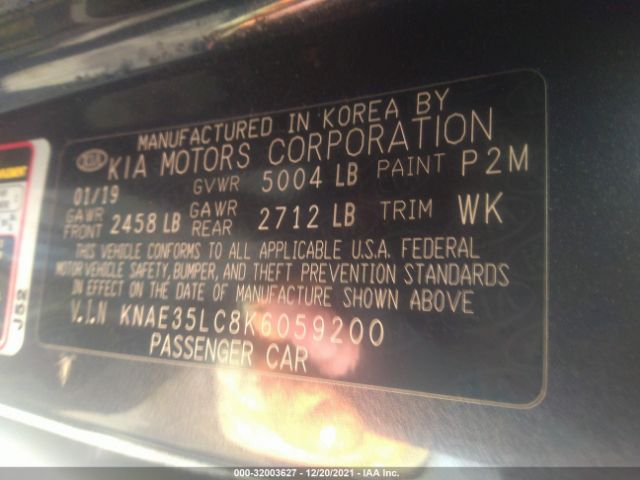 MANUFACTURED IN KOREA BY
KIA KIA MOTORS CORPORATION
01/19 GVWR 5004 LB PAINT P2M
GAWR FRONT 2458 LB GAWR REAR 2712 LB TRIM WK
THIS VEHICLE CONFORMS TO ALL APPLICABLE U.S.A. FEDERAL
MOTOR VEHICLE SAFETY, BUMPER, AND THEFT PREVENTION STANDARDS
IN EFFECT ON THE DATE OF MANUFACTURE SHOWN ABOVE
V.I.N KNAE35LC8K6059200
PASSENGER CAR
J52
000-32003627 - 12/20/2021 - IAA Inc.